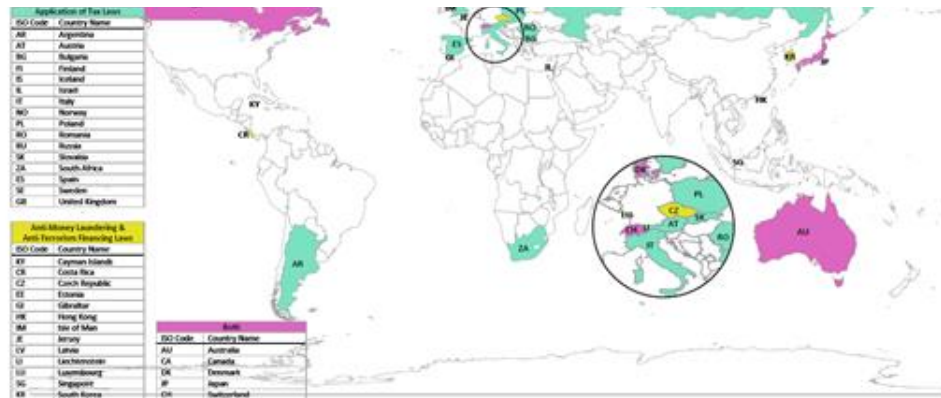 Application of Tax Laws
ISO Code Country Name
AR Argentina
AT Austria
BG Bulgaria
FI Finland
IS Iceland
IL Israel
IT Italy
NO Norway
PL Poland
RO Romania
RU Russia
SK Slovakia
ZA South Africa
ES Spain
SE Sweden
GB United Kingdom
Anti-Money Laundering &
Anti-Terrorism Financing Laws
ISO Code Country Name
KY Cayman Islands
CR Costa Rica
CZ Czech Republic
EE Estonia
GI Gibraltar
HK Hong Kong
IM Isle of Man
JE Jersey
LV Latvia
LI Liechtenstein
LU Luxembourg
SG Singapore
KR South Korea
Both
ISO Code Country Name
AU Australia
CA Canada
DK Denmark
JP Japan
CH Switzerland
JE
PL
RO
BG
ES
GI
IL
KR
JP
HK
KY
CR
SG
AR
ZA
AU
DK
PL
LU
CZ
SK
CH
LI
AT
RO
IT